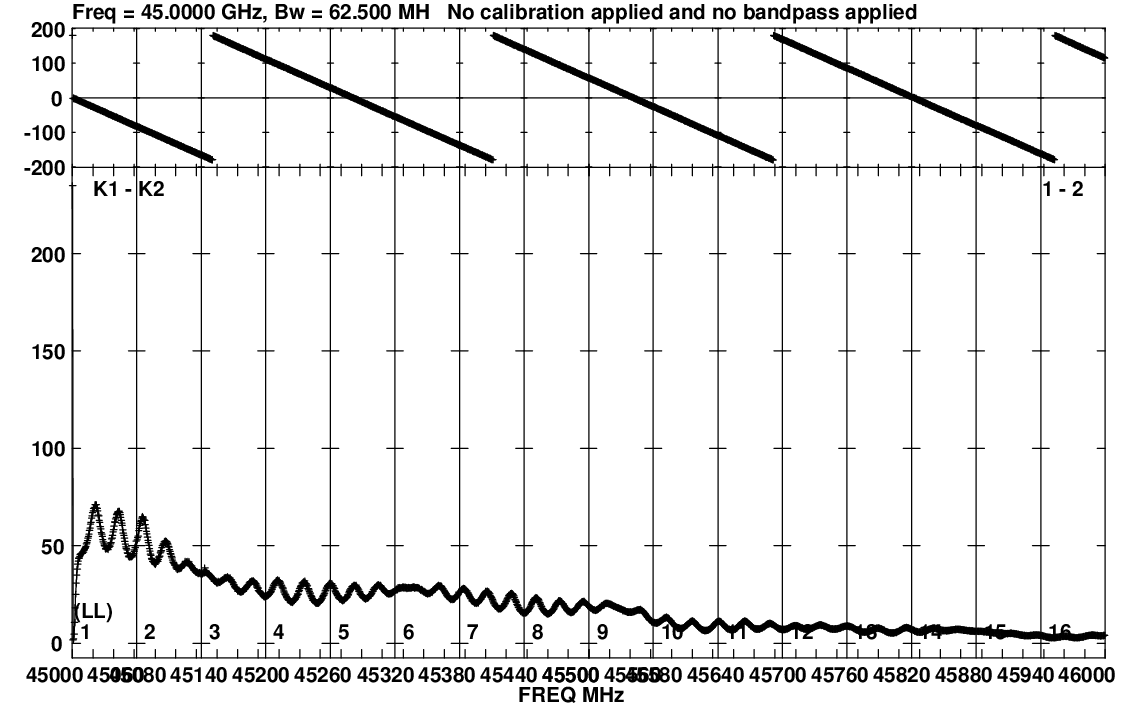 Freq = 45.0000 GHz, Bw = 62.500 MH   No calibration applied and no bandpass applied
200
100
0
-100
-200
K1 - K2
1 - 2
200
150
100
50
0
(LL)
1 2 3 4 5 6 7 8 9 10 11 12 13 14 15 16
45000 45080 45140 45200 45260 45320 45380 45440 45500 45580 45640 45700 45760 45820 45880 45940 46000
FREQ MHz